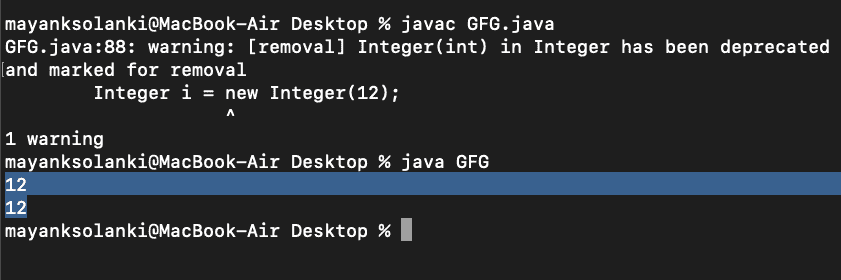 mayanksolanki@MacBook-Air Desktop % javac GFG.java
GFG.java:88: warning: [removal] Integer(int) in Integer has been deprecated
and marked for removal
        Integer i = new Integer(12);
                    ^
1 warning
mayanksolanki@MacBook-Air Desktop % java GFG
12
12
mayanksolanki@MacBook-Air Desktop %